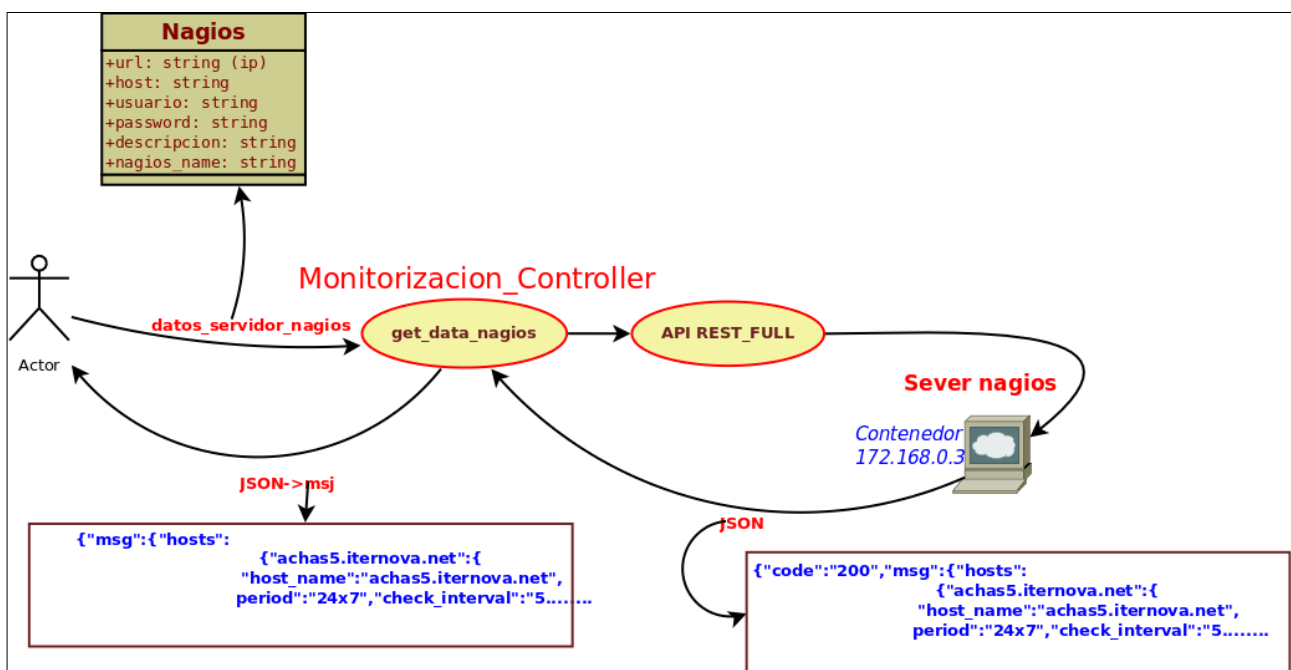 Nagios
+url: string (ip)
+host: string
+usuario: string
+password: string
+descripcion: string
+nagios_name: string
Monitorizacion_Controller
datos_servidor_nagios
get_data_nagios
API REST_FULL
Actor
Sever nagios
Contenedor
172.168.0.3
JSON->msj
{"msg":{"hosts":
{"achas5.iternova.net":{
"host_name":"achas5.iternova.net",
period":"24x7","check_interval":"5........
JSON
{"code":"200","msg":{"hosts":
{"achas5.iternova.net":{
"host_name":"achas5.iternova.net",
period":"24x7","check_interval":"5........